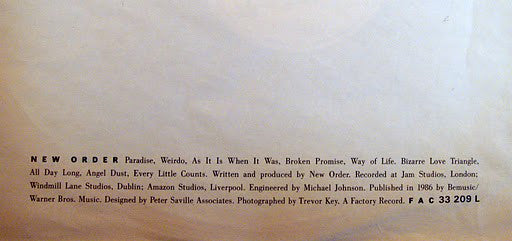 NEW ORDER Paradise, Weirdo, As It Is When It Was, Broken Promise, Way of Life. Bizarre Love Triangle,
All Day Long, Angel Dust, Every Little Counts. Written and produced by New Order. Recorded at Jam Studios, London;
Windmill Lane Studios, Dublin; Amazon Studios, Liverpool. Engineered by Michael Johnson. Published in 1986 by Bemusic/
Warner Bros. Music. Designed by Peter Saville Associates. Photographed by Trevor Key. A Factory Record. FAC 33 209 L